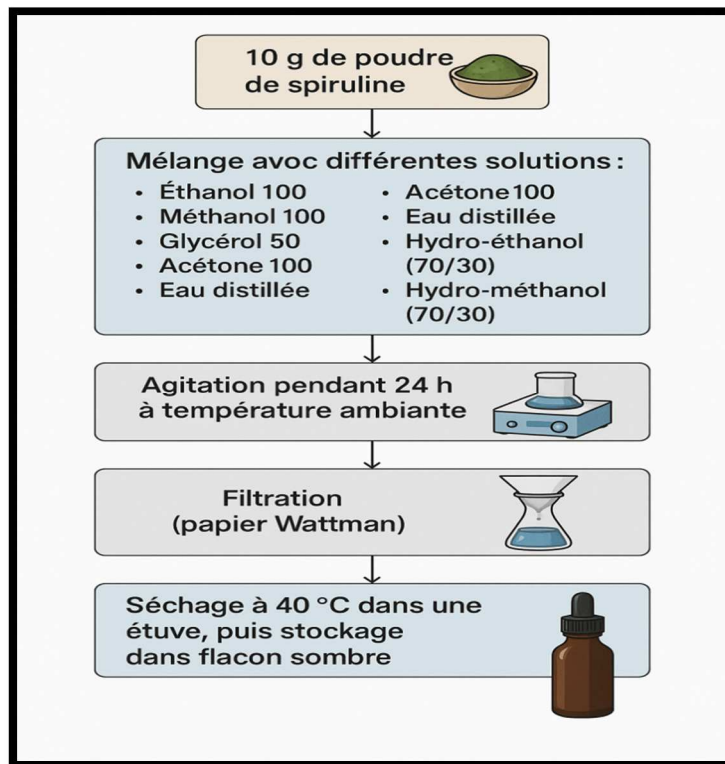 10 g de poudre
de spiruline
Mélange avoc différentes solutions :
• Éthanol 100
• Méthanol 100
• Glycérol 50
• Acétone 100
• Eau distillée
• Acétone 100
• Eau distillée
• Hydro-éthanol
(70/30)
• Hydro-méthanol
(70/30)
Agitation pendant 24 h
à température ambiante
Filtration
(papier Wattman)
Séchage à 40 °C dans une
étuve, puis stockage
dans flacon sombre